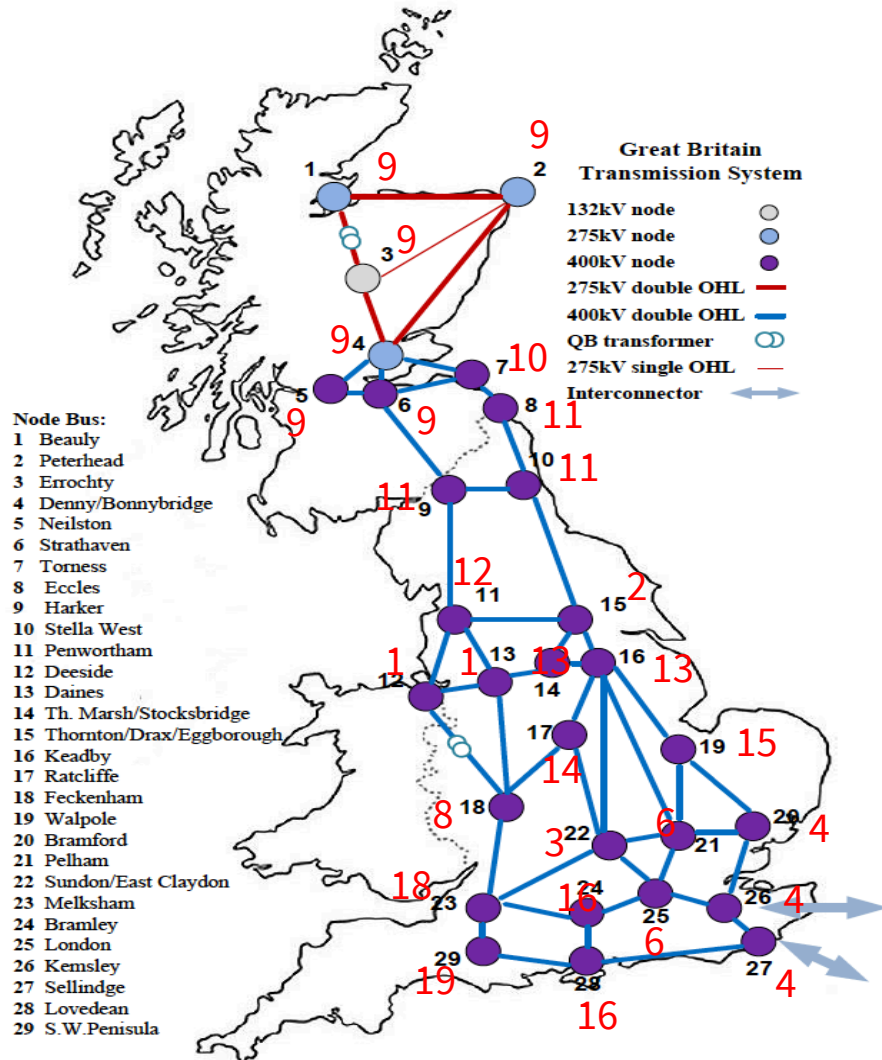 9
1
9
2
Great Britain
Transmission System
132kV node
275kV node
400kV node
275kV double OHL
400kV double OHL
QB transformer
275kV single OHL
Interconnector
3
9
9
4
10
7
5
6
8
9
9
11
Node Bus:
1 Beauly
2 Peterhead
3 Errochty
4 Denny/Bonnybridge
5 Neilston
6 Strathaven
7 Torness
8 Eccles
9 Harker
10 Stella West
11 Penwortham
12 Deeside
13 Daines
14 Th. Marsh/Stocksbridge
15 Thornton/Drax/Eggborough
16 Keadby
17 Ratcliffe
18 Feckenham
19 Walpole
20 Bramford
21 Pelham
22 Sundon/East Claydon
23 Melksham
24 Bramley
25 London
26 Kemsley
27 Sellindge
28 Lovedean
29 S.W.Penisula
10
11
11
9
12
11
2
15
1
1
13
13
16
13
12
14
17
14
19
15
18
8
3
22
6
21
20
4
18
23
24
16
25
26
4
29
19
28
16
6
27
4